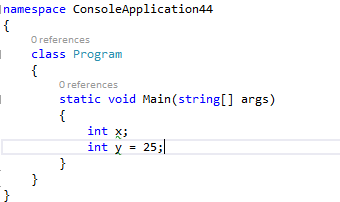 namespace ConsoleApplication44
{
0 references
class Program
{
0 references
static void Main(string[] args)
{
int x;
int y = 25;
}
}
}